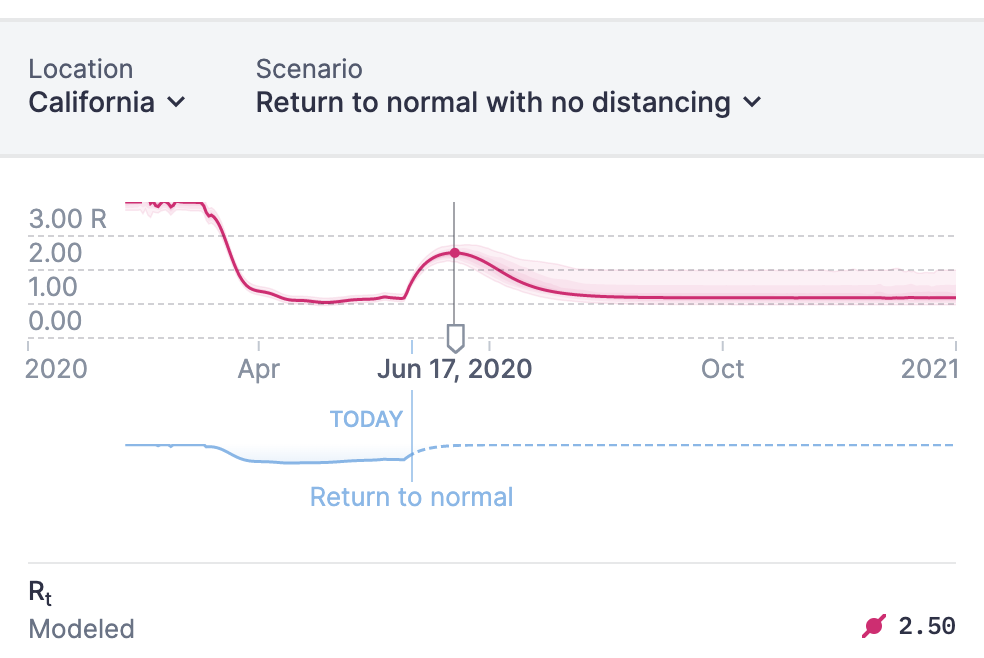 Location Scenario
California Return to normal with no distancing
3.00 R
2.00
1.00
0.00
2020 Apr Jun 17, 2020 Oct 2021
TODAY
Return to normal
Rt
Modeled 2.50